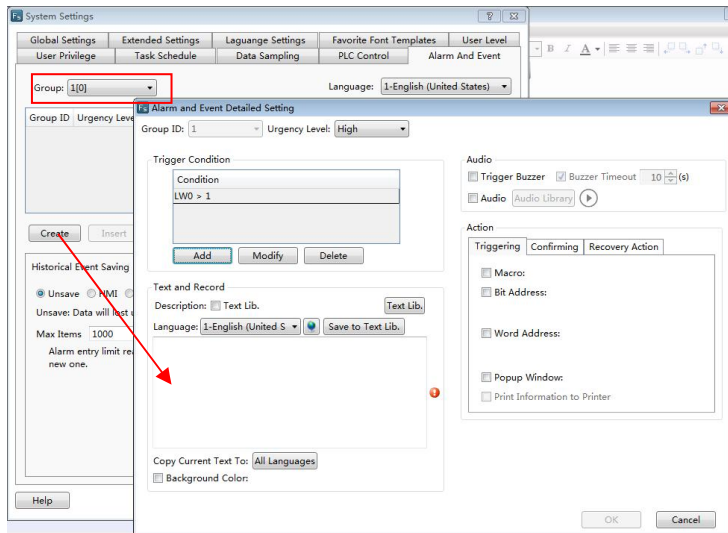 System Settings
Global Settings Extended Settings Laguange Settings Favorite Font Templates User Level
User Privilege Task Schedule Data Sampling PLC Control Alarm And Event
Group: 1[0] Language: 1-English (United States)
Group ID Urgency Leve
Create Insert
Historical Event Saving
Unsave HMI
Unsave: Data will lost
Max Items 1000
Alarm entry limit rea
new one.
Help
Alarm and Event Detailed Setting
Group ID: 1 Urgency Level: High
Trigger Condition
Condition
LW0 > 1
Add Modify Delete
Text and Record
Description: Text Lib. Text Lib.
Language: 1-English (United S Save to Text Lib.
Copy Current Text To: All Languages
Background Color:
Audio
Trigger Buzzer Buzzer Timeout 10 (s)
Audio Audio Library
Action
Triggering Confirming Recovery Action
Macro:
Bit Address:
Word Address:
Popup Window:
Print Information to Printer
OK Cancel
B I A